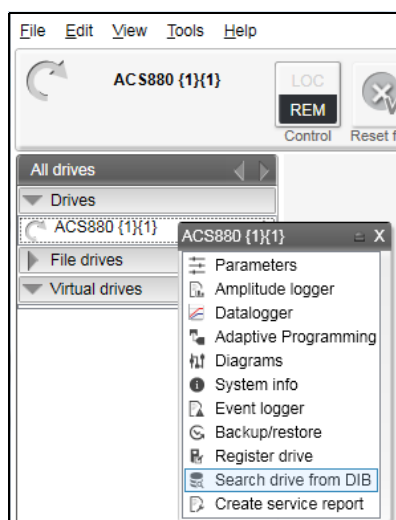 File Edit View Tools Help
ACS880 {1}{1}
LOC
REM
Control Reset f
All drives
Drives
ACS880 {1}{1}
ACS880 {1}{1} X
File drives
Virtual drives
Parameters
Amplitude logger
Datalogger
Adaptive Programming
Diagrams
System info
Event logger
Backup/restore
Register drive
Search drive from DIB
Create service report